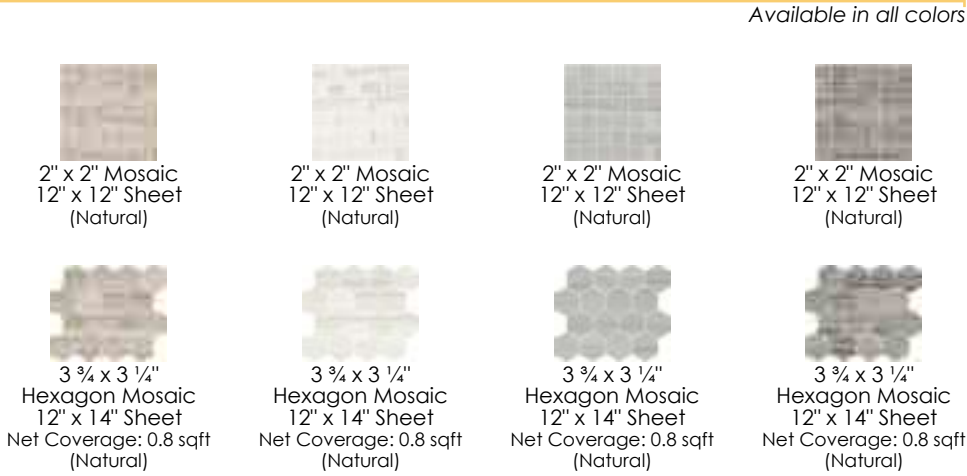 Available in all colors
2" x 2" Mosaic
12" x 12" Sheet
(Natural)
2" x 2" Mosaic
12" x 12" Sheet
(Natural)
2" x 2" Mosaic
12" x 12" Sheet
(Natural)
2" x 2" Mosaic
12" x 12" Sheet
(Natural)
3 ¾ x 3 ¼"
Hexagon Mosaic
12" x 14" Sheet
Net Coverage: 0.8 sqft
(Natural)
3 ¾ x 3 ¼"
Hexagon Mosaic
12" x 14" Sheet
Net Coverage: 0.8 sqft
(Natural)
3 ¾ x 3 ¼"
Hexagon Mosaic
12" x 14" Sheet
Net Coverage: 0.8 sqft
(Natural)
3 ¾ x 3 ¼"
Hexagon Mosaic
12" x 14" Sheet
Net Coverage: 0.8 sqft
(Natural)